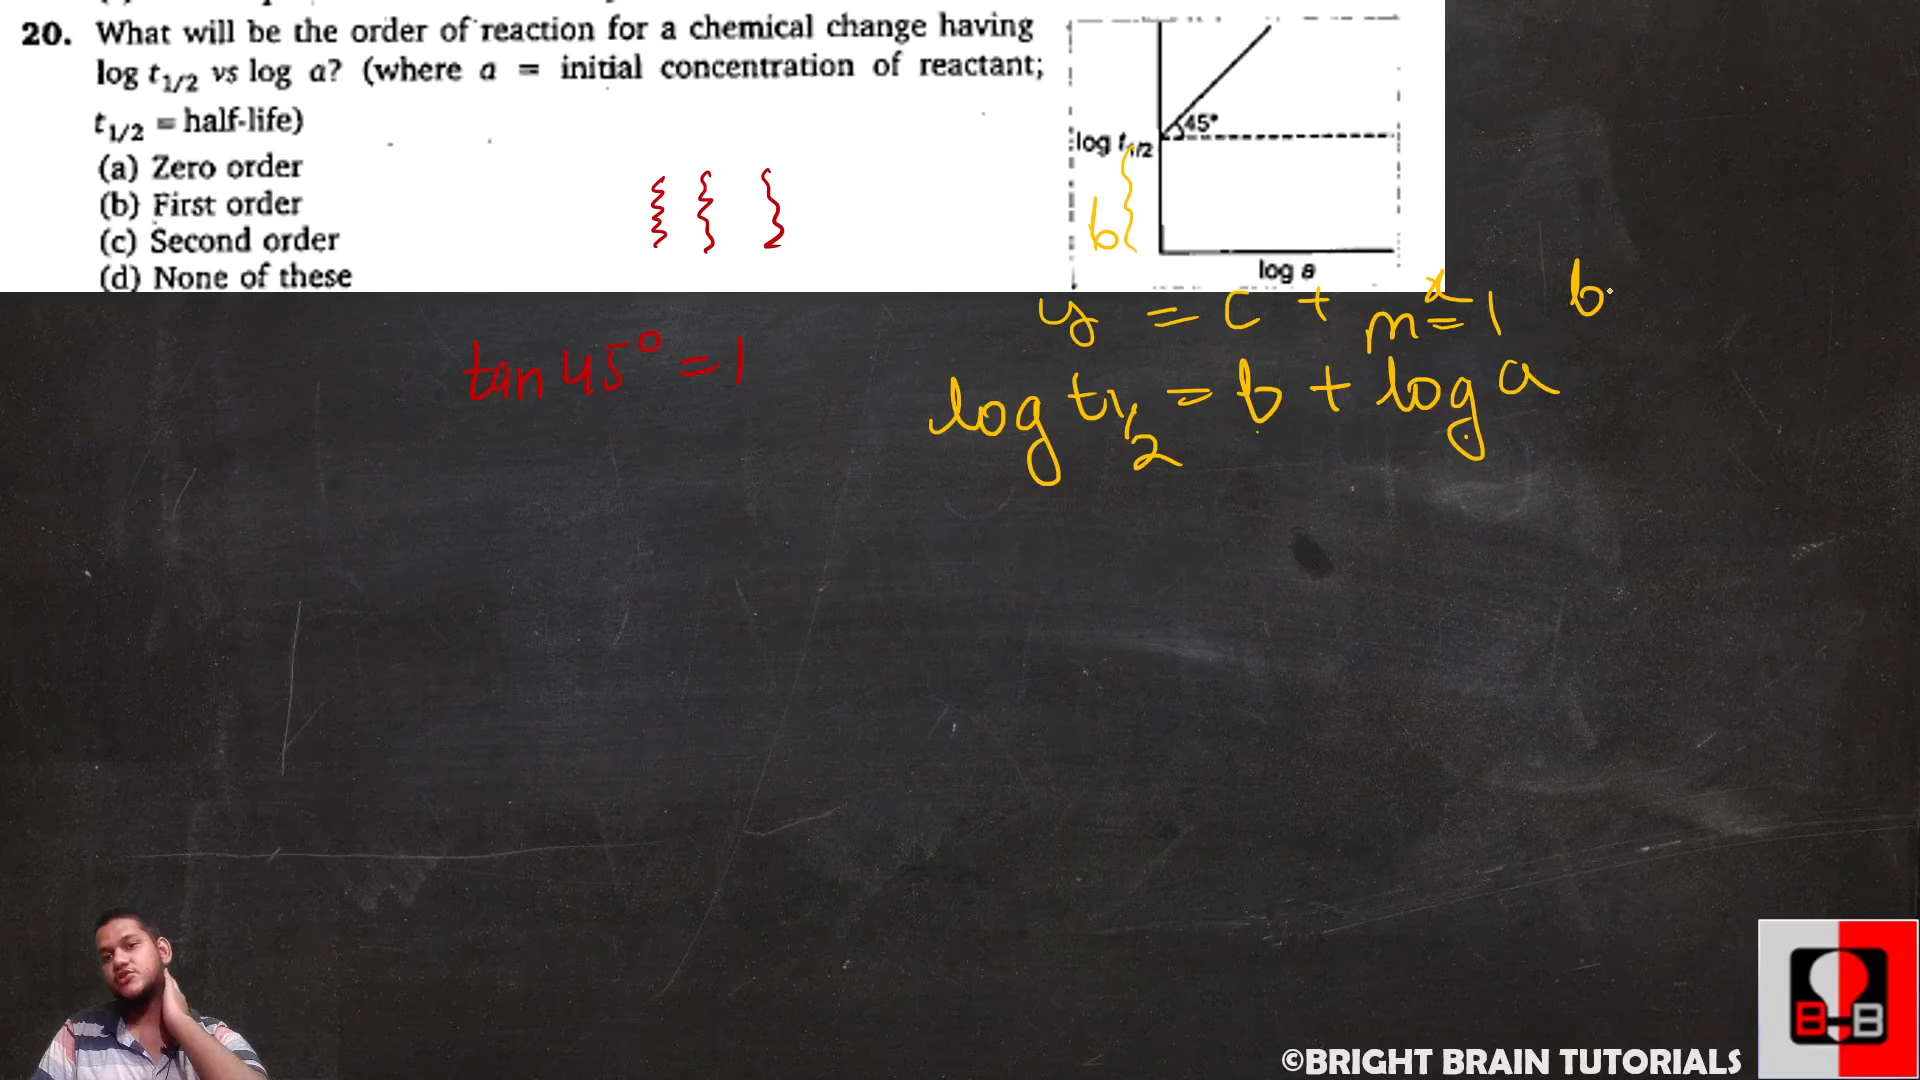 20. What will be the order of reaction for a chemical change having
log t1/2 vs log a? (where a = initial concentration of reactant;
t1/2 = half-life)
(a) Zero order
(b) First order
(c) Second order
(d) None of these
45°
log t1/2
b
log a
y = c + m x = 1 b
tan 45° = 1
log t1/2 = b + log a
B B
©BRIGHT BRAIN TUTORIALS